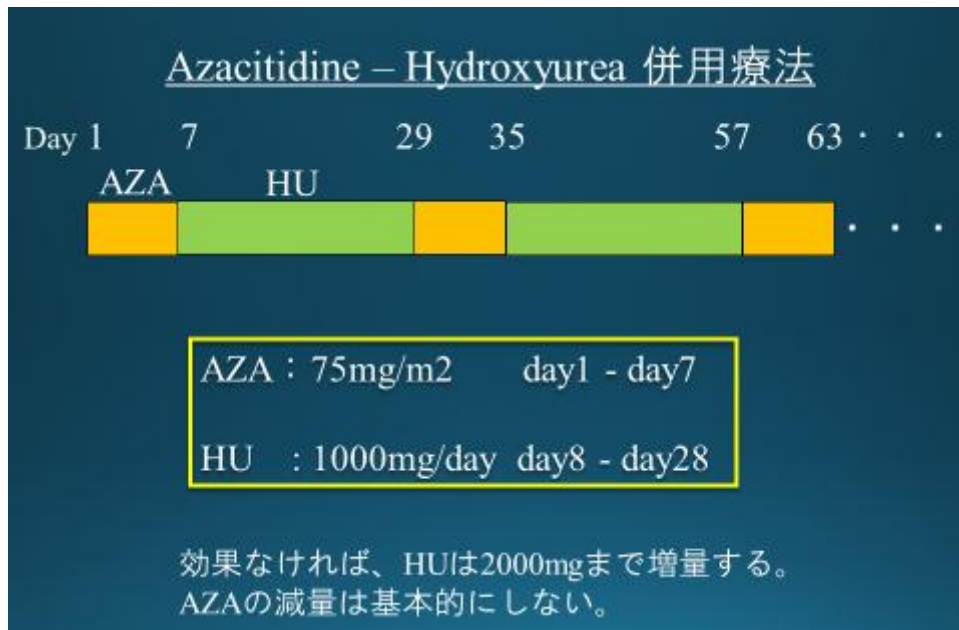 Azacitidine – Hydroxyurea 併用療法
Day 1 7 29 35 57 63・・・
AZA HU
・・・
AZA：75mg/m2 day1 - day7
HU : 1000mg/day day8 - day28
効果なければ、HUは2000mgまで増量する。
AZAの減量は基本的にしない。